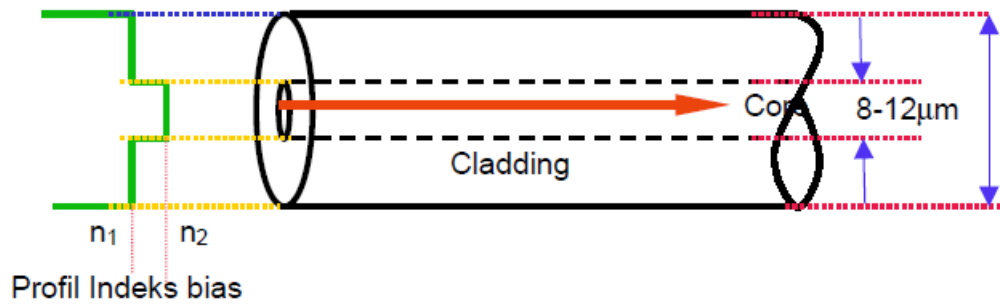 Core
8-12μm
Cladding
n₁ n₂
Profil Indeks bias